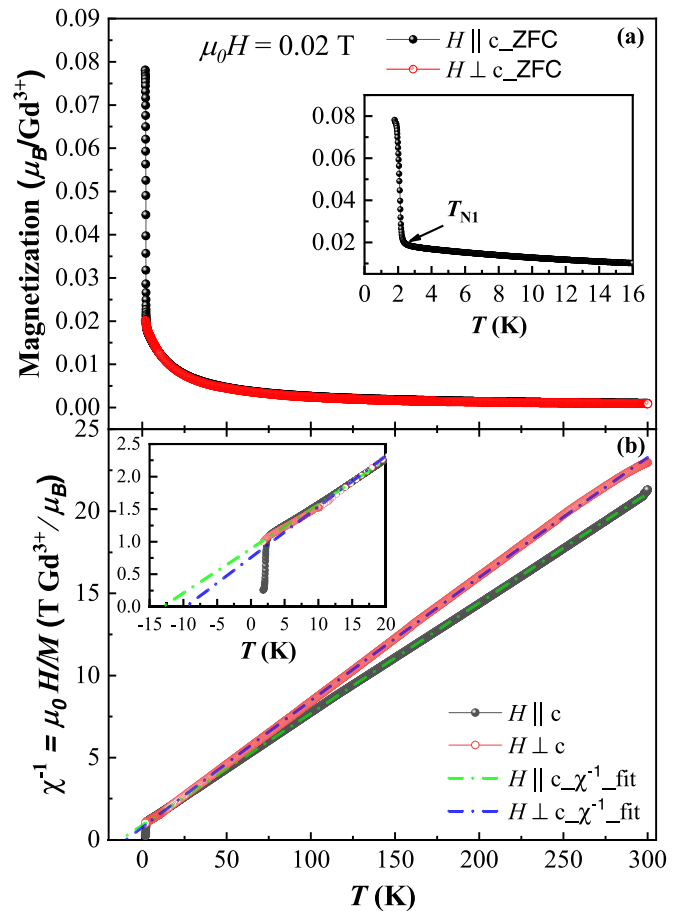 μ₀H = 0.02 T
H || c_ZFC
H ⊥ c_ZFC
(a)
Magnetization (μ_B/Gd³⁺)
0.09
0.08
0.07
0.06
0.05
0.04
0.03
0.02
0.01
0.00
0.08
0.06
0.04
0.02
T_N1
0 2 4 6 8 10 12 14 16
T (K)
(b)
χ⁻¹ = μ₀ H/M (T Gd³⁺/ μ_B)
25
20
15
10
5
0
2.5
2.0
1.5
1.0
0.5
0.0
-15 -10 -5 0 5 10 15 20
T (K)
H || c
H ⊥ c
H || c_χ⁻¹_fit
H ⊥ c_χ⁻¹_fit
0 50 100 150 200 250 300
T (K)